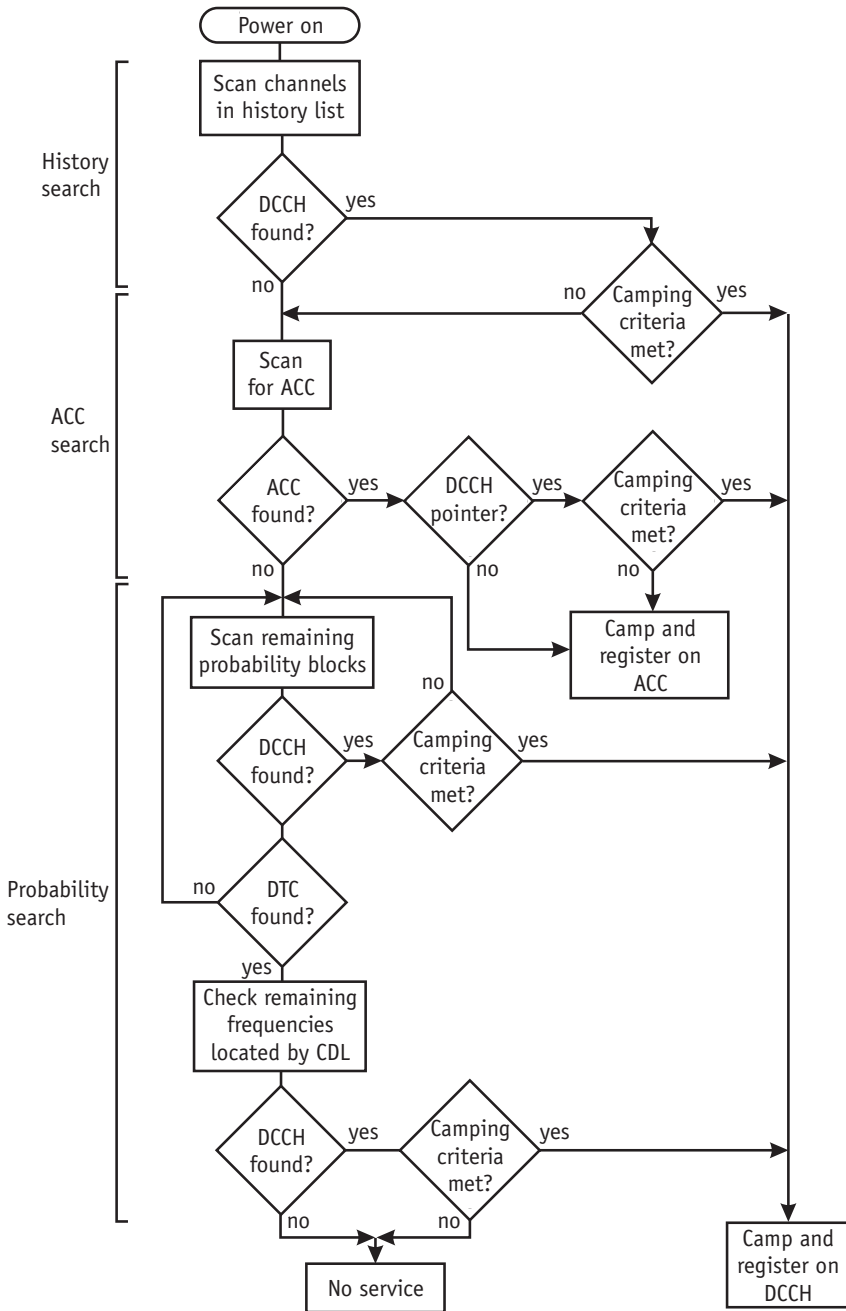 Power on
Scan channels
in history list
History
search
DCCH
found?
yes
no
Camping
criteria
met?
no
yes
Scan
for ACC
ACC
search
ACC
found?
yes
no
DCCH
pointer?
yes
no
Camping
criteria
met?
yes
no
Camp and
register on
ACC
Scan remaining
probability blocks
no
DCCH
found?
yes
Camping
criteria
met?
yes
Probability
search
no
DTC
found?
yes
Check remaining
frequencies
located by CDL
DCCH
found?
yes
no
Camping
criteria
met?
yes
no
No service
Camp and
register on
DCCH